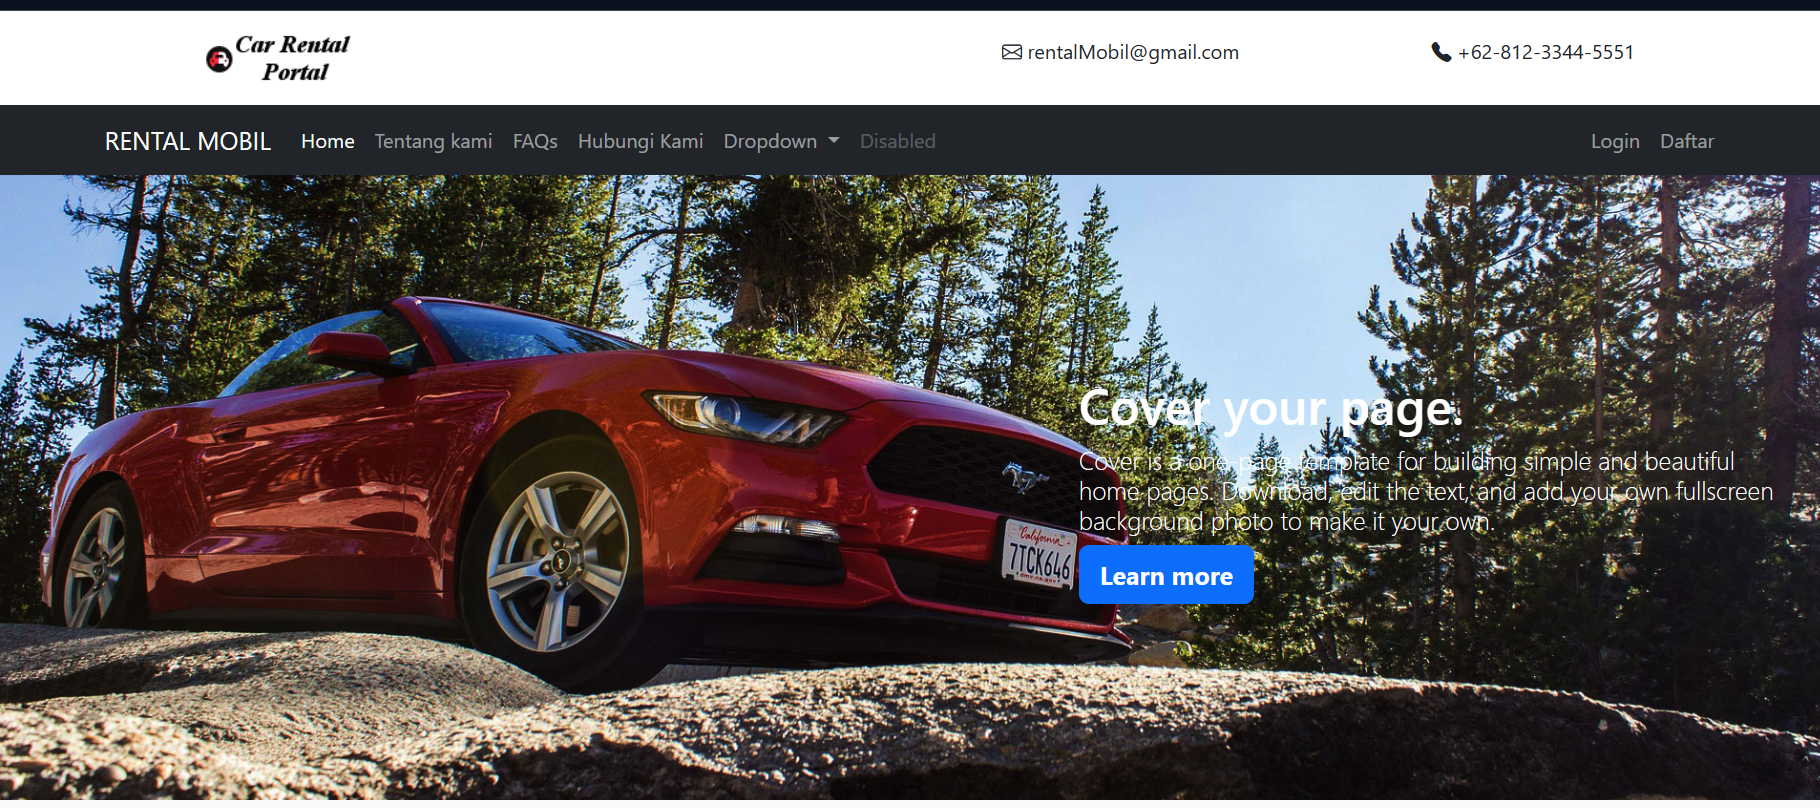 Car Rental
Portal
rentalMobil@gmail.com
+62-812-3344-5551
RENTAL MOBIL Home Tentang kami FAQs Hubungi Kami Dropdown Disabled Login Daftar
Cover your page.
Cover is a one-page template for building simple and beautiful
home pages. Download, edit the text, and add your own fullscreen
background photo to make it your own.
Learn more
California
7TCK646
dmv.ca.gov